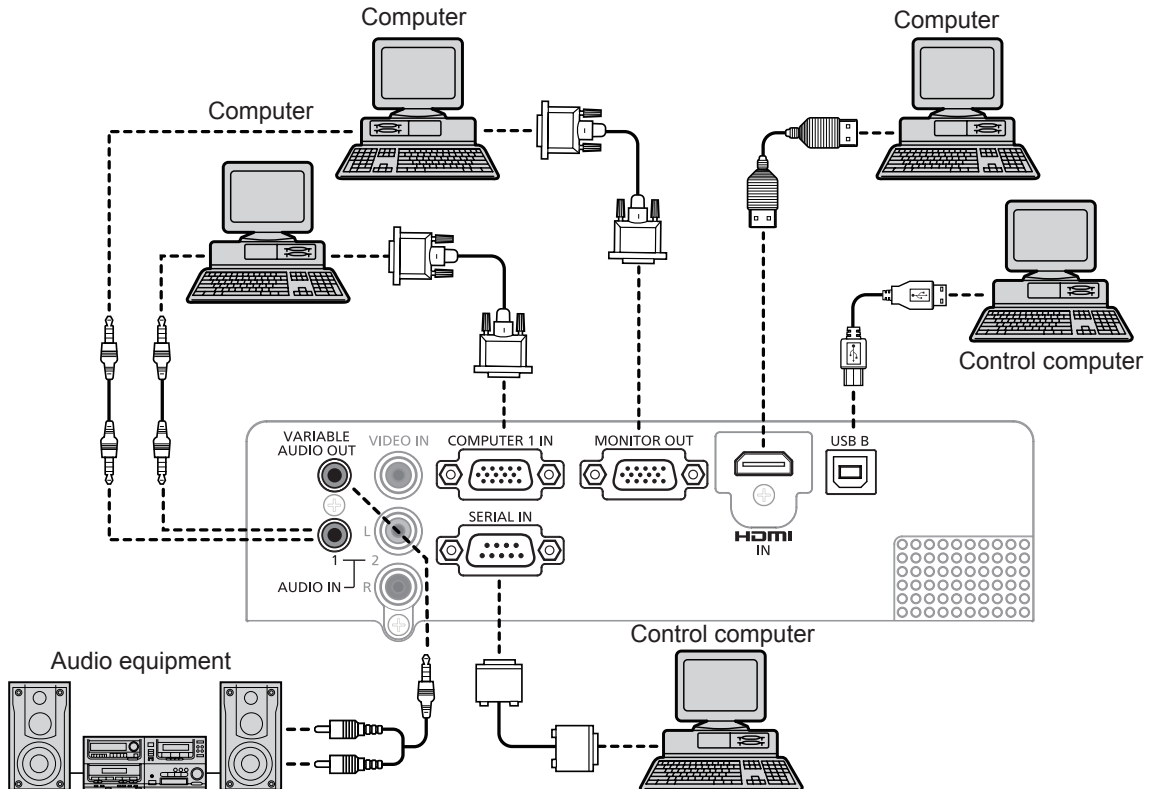 Computer
Computer
Computer
Control computer
VARIABLE
AUDIO OUT
VIDEO IN
COMPUTER 1 IN
MONITOR OUT
USB B
SERIAL IN
HDMI
IN
L
1
2
AUDIO IN
R
Control computer
Audio equipment